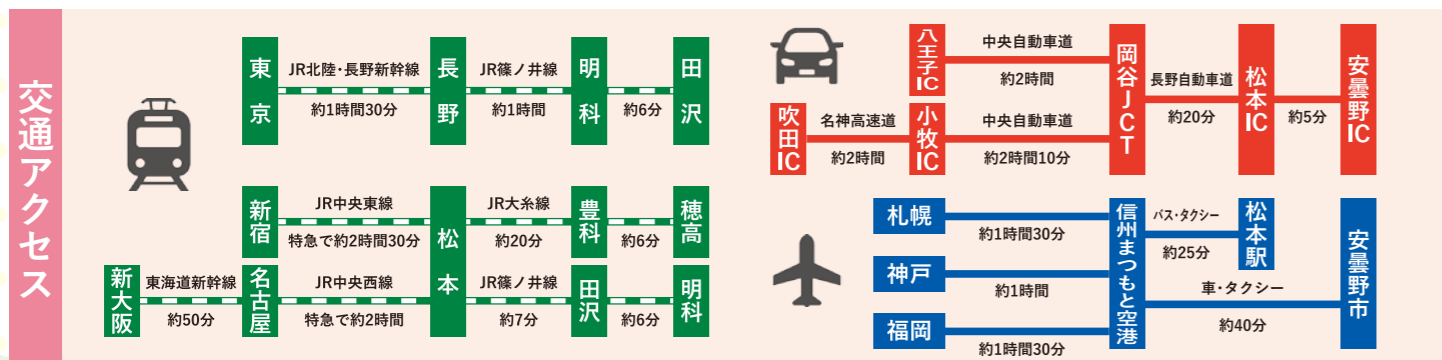 交通アクセス
東京
JR北陸・長野新幹線
約1時間30分
長野
JR篠ノ井線
約1時間
明科
約6分
田沢
新宿
JR中央東線
特急で約2時間30分
松本
JR大糸線
約20分
豊科
約6分
穂高
新大阪
東海道新幹線
約50分
名古屋
JR中央西線
特急で約2時間
JR篠ノ井線
約7分
田沢
約6分
明科
八王子IC
中央自動車道
約2時間
岡谷JCT
長野自動車道
約20分
松本IC
約5分
安曇野IC
吹田IC
名神高速道
約2時間
小牧IC
中央自動車道
約2時間10分
札幌
約1時間30分
信州まつもと空港
バス・タクシー
約25分
松本駅
安曇野市
神戸
約1時間
車・タクシー
約40分
福岡
約1時間30分